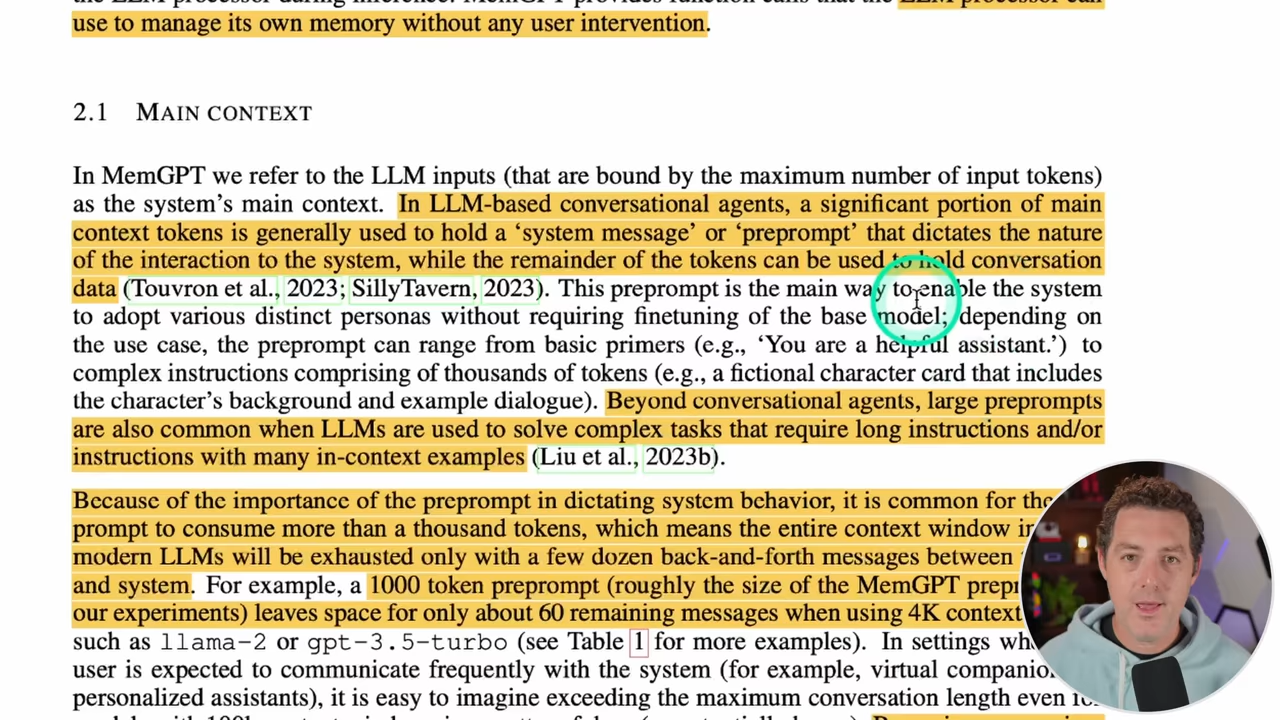 the LLM processor during inference. MemGPT provides function calls that the LLM processor can
use to manage its own memory without any user intervention.
2.1 MAIN CONTEXT
In MemGPT we refer to the LLM inputs (that are bound by the maximum number of input tokens)
as the system's main context. In LLM-based conversational agents, a significant portion of main
context tokens is generally used to hold a ‘system message’ or ‘preprompt’ that dictates the nature
of the interaction to the system, while the remainder of the tokens can be used to hold conversation
data (Touvron et al., 2023; SillyTavern, 2023). This preprompt is the main way to enable the system
to adopt various distinct personas without requiring finetuning of the base model; depending on
the use case, the preprompt can range from basic primers (e.g., ‘You are a helpful assistant.’) to
complex instructions comprising of thousands of tokens (e.g., a fictional character card that includes
the character's background and example dialogue). Beyond conversational agents, large preprompts
are also common when LLMs are used to solve complex tasks that require long instructions and/or
instructions with many in-context examples (Liu et al., 2023b).
Because of the importance of the preprompt in dictating system behavior, it is common for the
prompt to consume more than a thousand tokens, which means the entire context window in
modern LLMs will be exhausted only with a few dozen back-and-forth messages between
and system. For example, a 1000 token preprompt (roughly the size of the MemGPT
our experiments) leaves space for only about 60 remaining messages when using 4K context
such as llama-2 or gpt-3.5-turbo (see Table 1 for more examples). In settings
user is expected to communicate frequently with the system (for example, virtual
personalized assistants), it is easy to imagine exceeding the maximum conversation length even